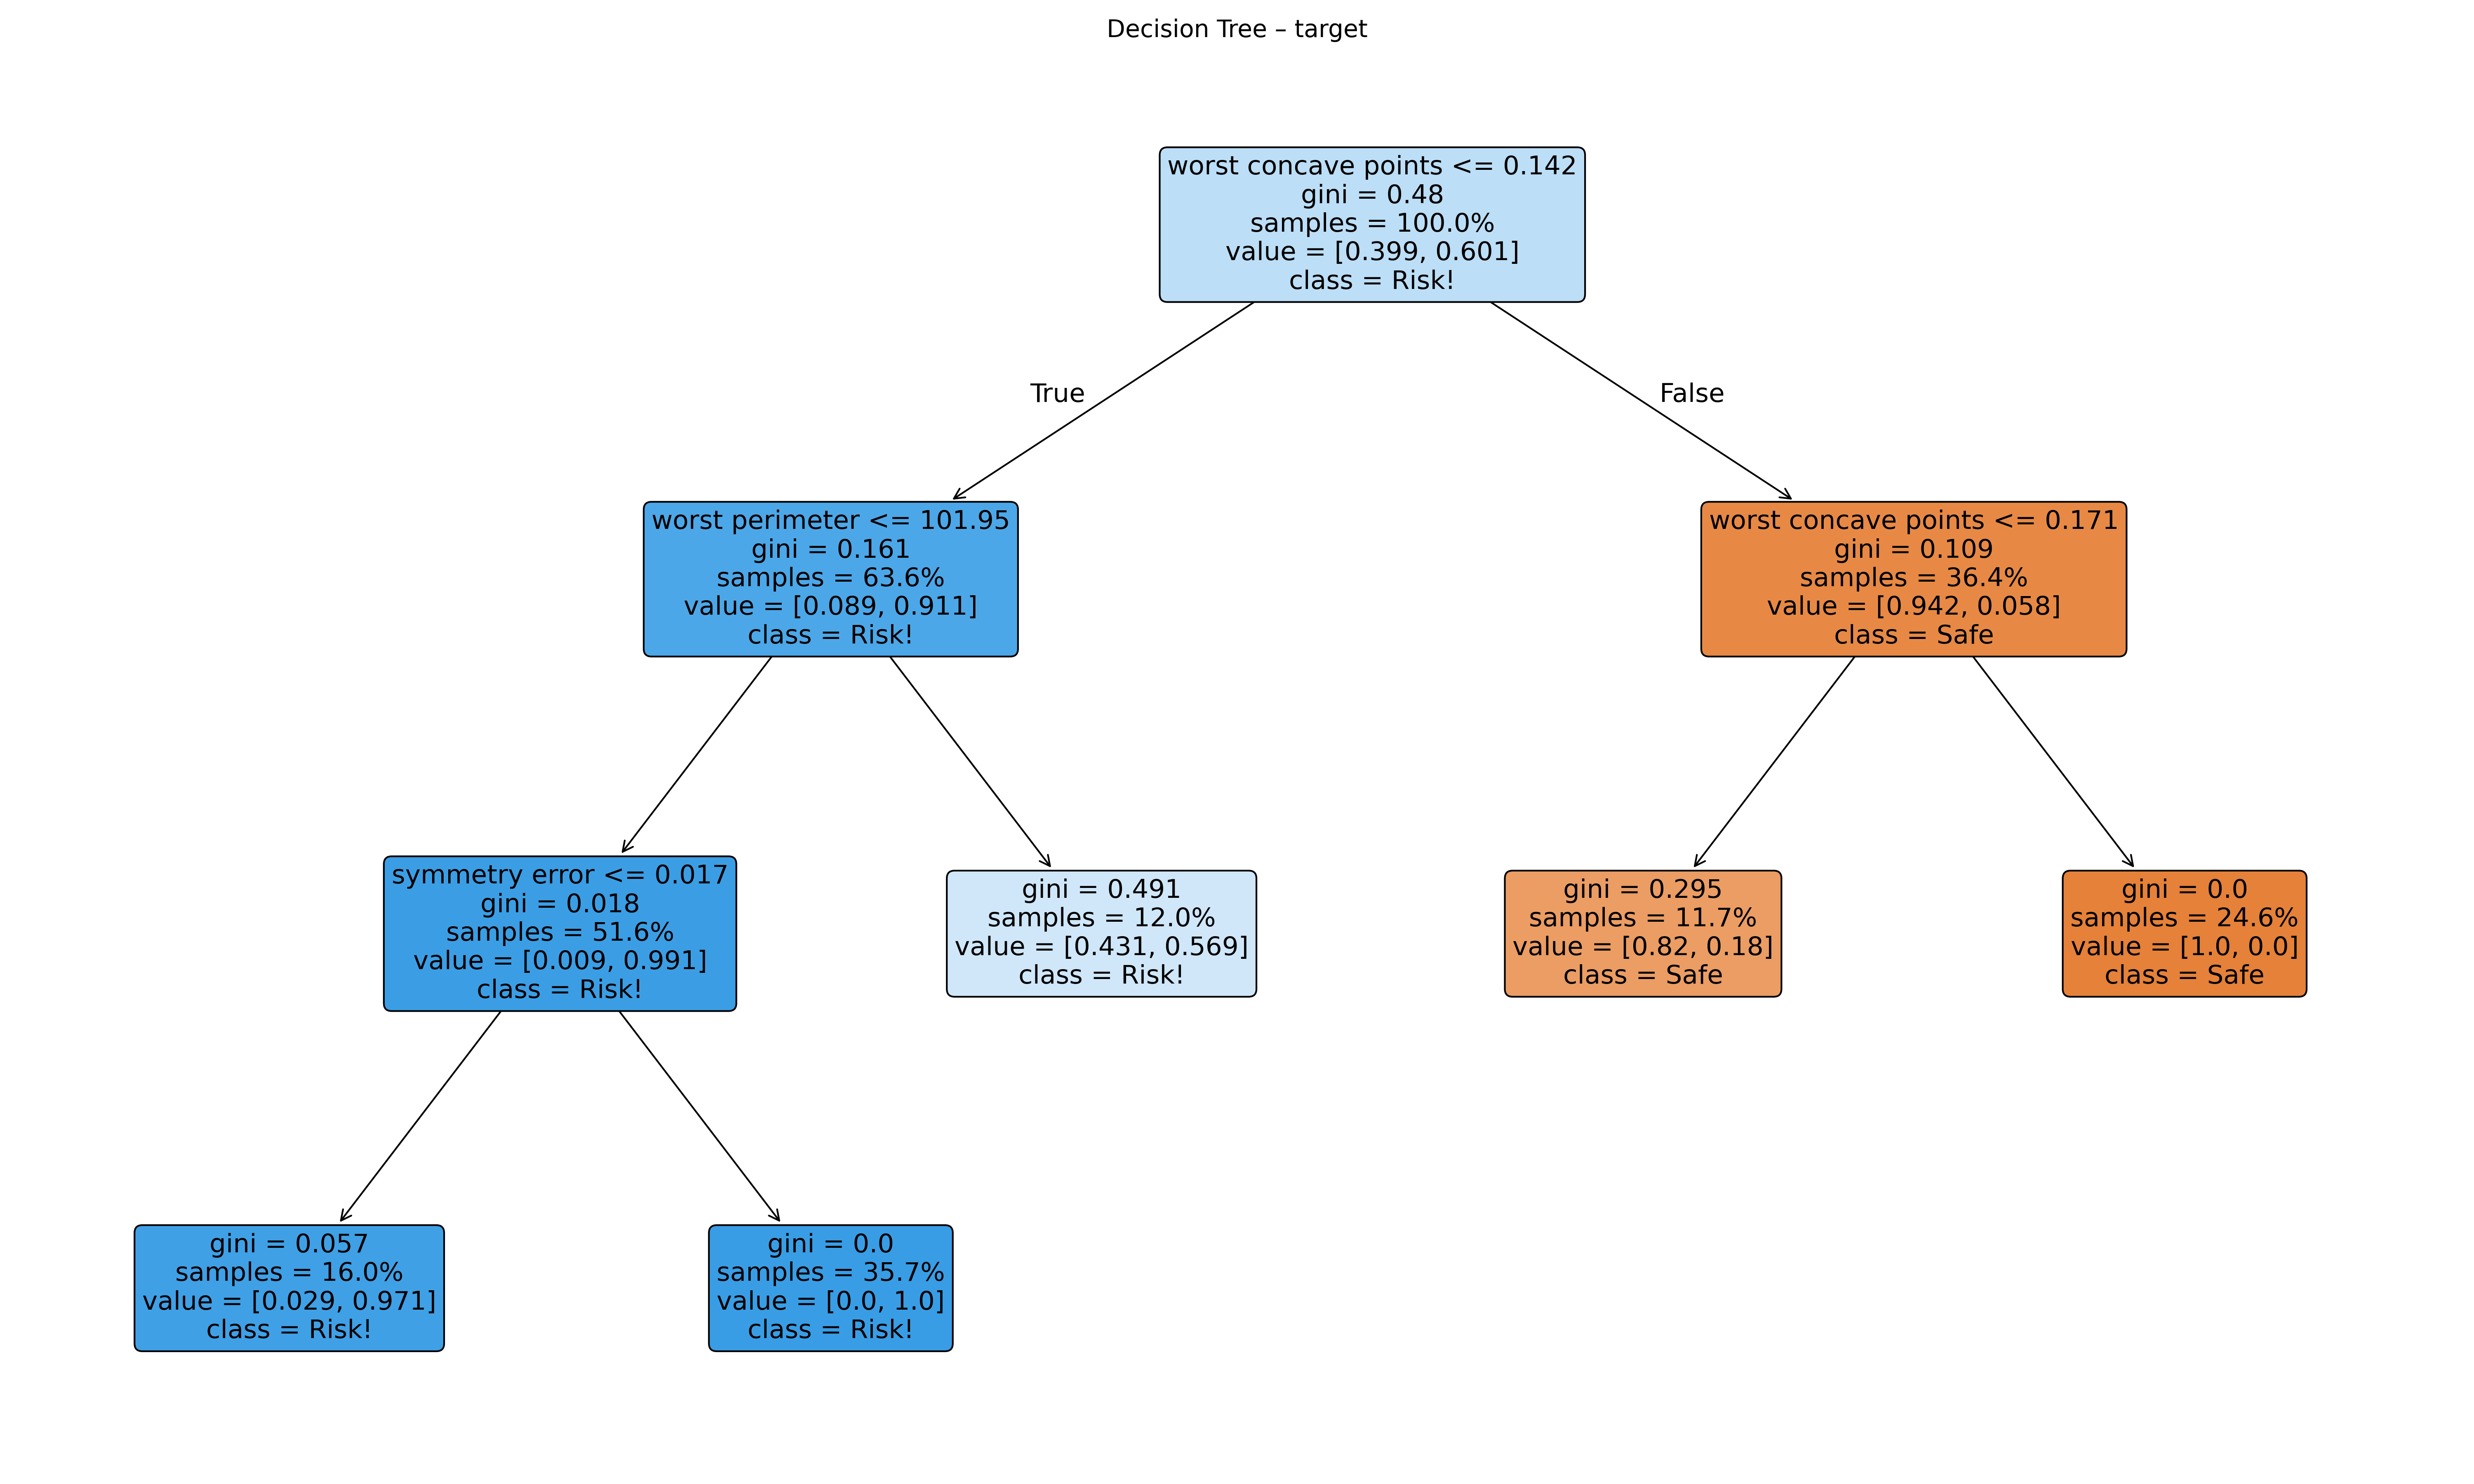 Decision Tree – target
worst concave points <= 0.142
gini = 0.48
samples = 100.0%
value = [0.399, 0.601]
class = Risk!
True
False
worst perimeter <= 101.95
gini = 0.161
samples = 63.6%
value = [0.089, 0.911]
class = Risk!
worst concave points <= 0.171
gini = 0.109
samples = 36.4%
value = [0.942, 0.058]
class = Safe
symmetry error <= 0.017
gini = 0.018
samples = 51.6%
value = [0.009, 0.991]
class = Risk!
gini = 0.491
samples = 12.0%
value = [0.431, 0.569]
class = Risk!
gini = 0.295
samples = 11.7%
value = [0.82, 0.18]
class = Safe
gini = 0.0
samples = 24.6%
value = [1.0, 0.0]
class = Safe
gini = 0.057
samples = 16.0%
value = [0.029, 0.971]
class = Risk!
gini = 0.0
samples = 35.7%
value = [0.0, 1.0]
class = Risk!